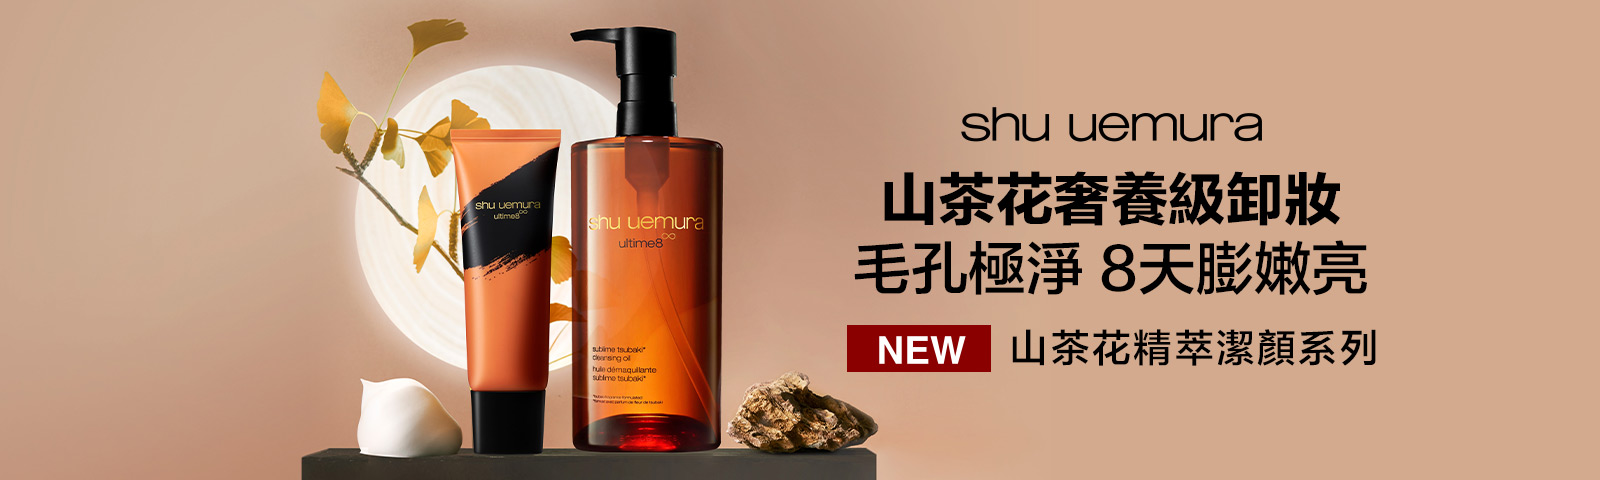 shu uemura
山茶花奢養級卸妝
毛孔極淨 8天膨嫩亮
NEW 山茶花精萃潔顏系列
shu uemura
ultime8∞
shu uemura
ultime8∞
sublime tsubaki*
cleansing oil
huile démaquillante
sublime tsubaki*